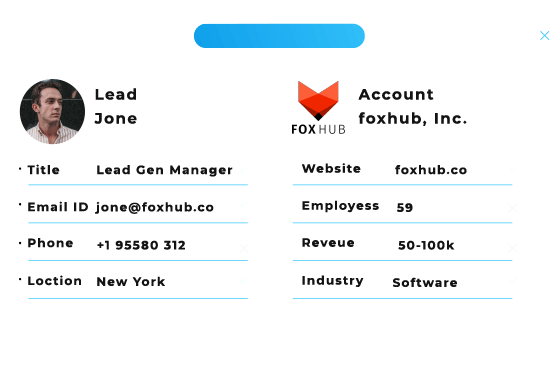 Lead
Jone
Title Lead Gen Manager
Email ID jone@foxhub.co
Phone +1 95580 312
Loction New York
FOXHUB
Account
foxhub, Inc.
Website foxhub.co
Employess 59
Reveue 50-100k
Industry Software